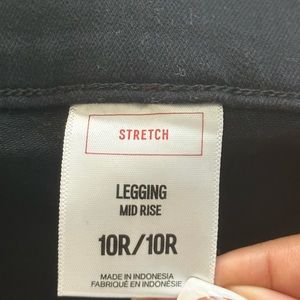 STRETCH
LEGGING
MID RISE
10R/10R
MADE IN INDONESIA
FABRIQUÉ EN INDONÉSIE